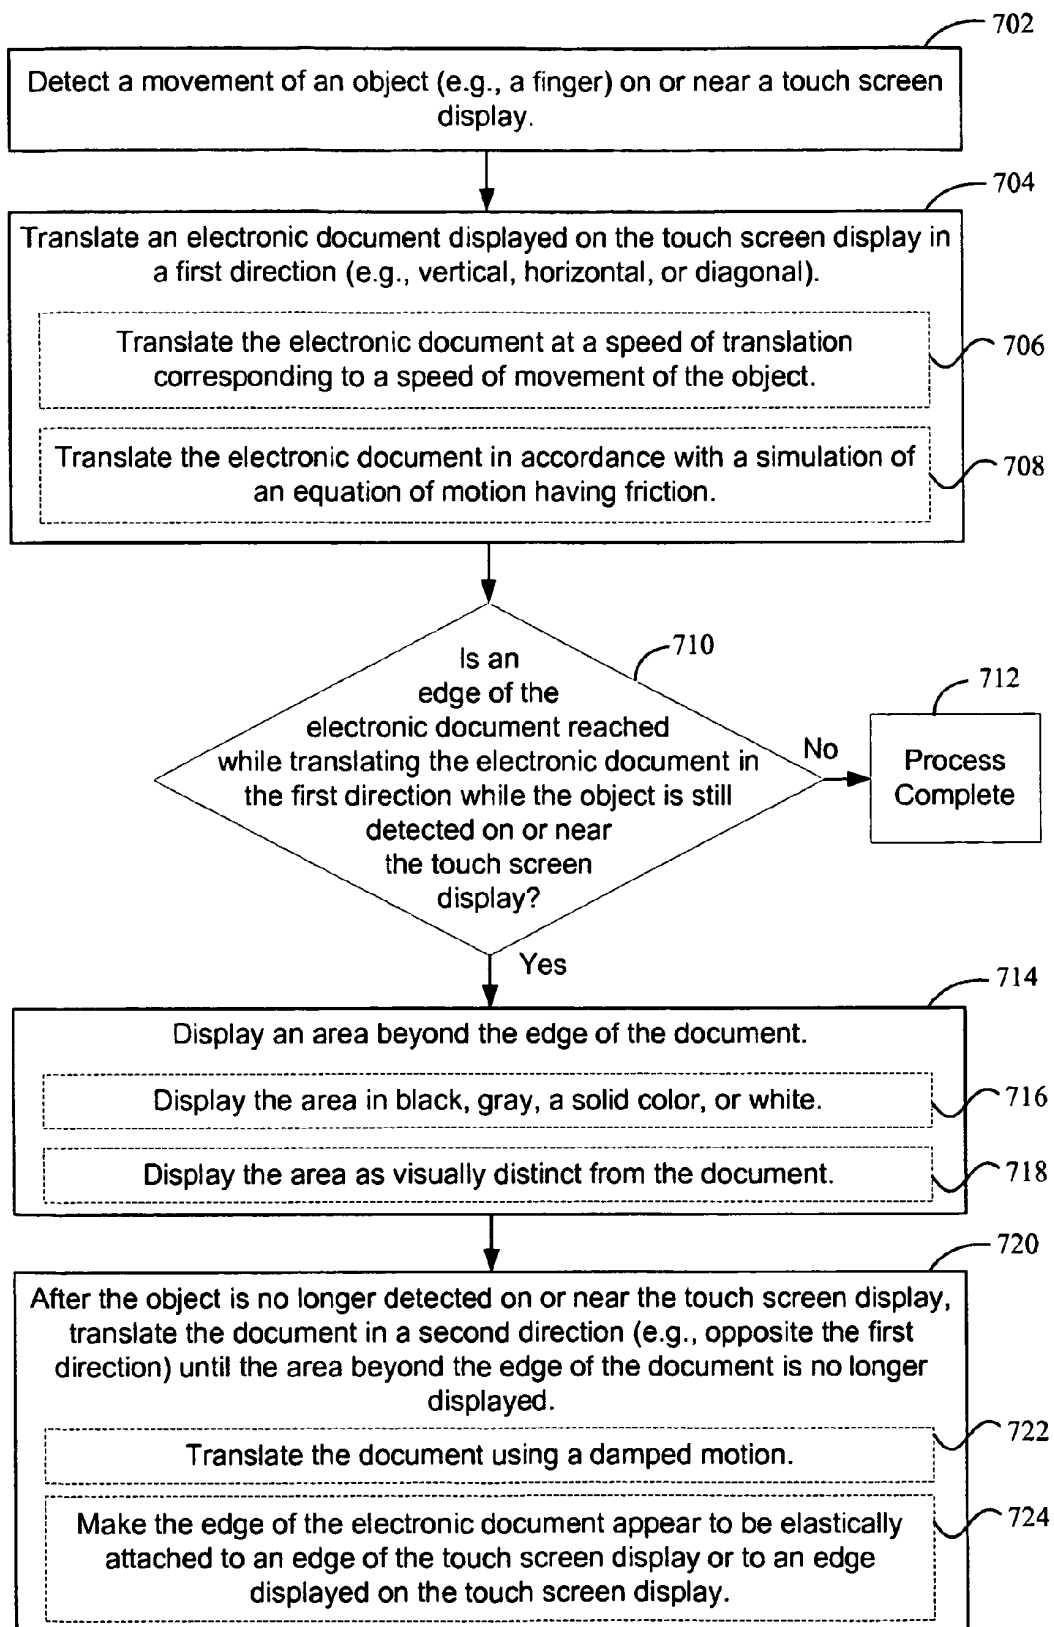 702
Detect a movement of an object (e.g., a finger) on or near a touch screen
display.
704
Translate an electronic document displayed on the touch screen display in
a first direction (e.g., vertical, horizontal, or diagonal).
Translate the electronic document at a speed of translation
corresponding to a speed of movement of the object.
706
Translate the electronic document in accordance with a simulation of
an equation of motion having friction.
708
710
Is an
edge of the
electronic document reached
while translating the electronic document in
the first direction while the object is still
detected on or near
the touch screen
display?
No
712
Process
Complete
Yes
714
Display an area beyond the edge of the document.
Display the area in black, gray, a solid color, or white.
716
Display the area as visually distinct from the document.
718
720
After the object is no longer detected on or near the touch screen display,
translate the document in a second direction (e.g., opposite the first
direction) until the area beyond the edge of the document is no longer
displayed.
Translate the document using a damped motion.
722
Make the edge of the electronic document appear to be elastically
attached to an edge of the touch screen display or to an edge
displayed on the touch screen display.
724